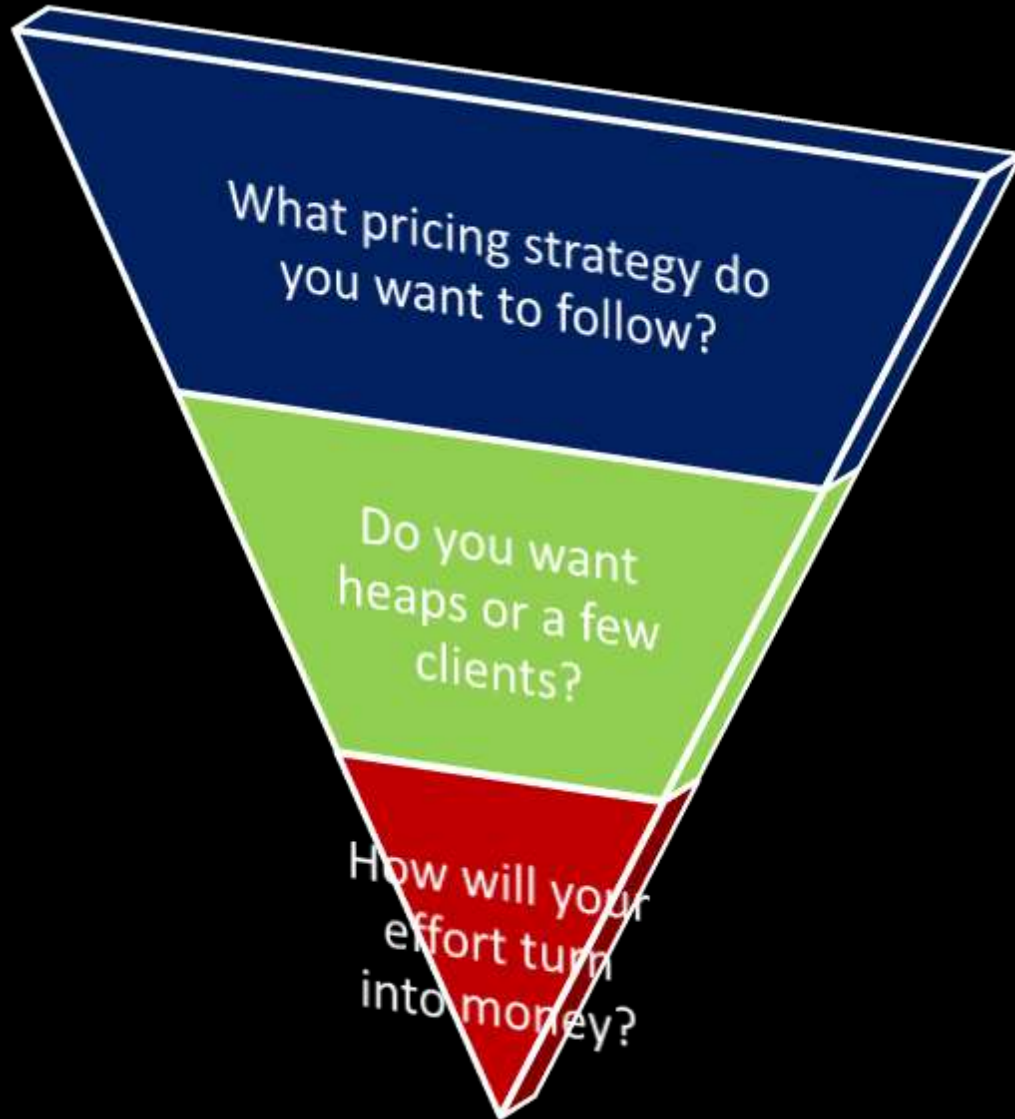 What pricing strategy do
you want to follow?
Do you want
heaps or a few
clients?
How will your
effort turn
into money?